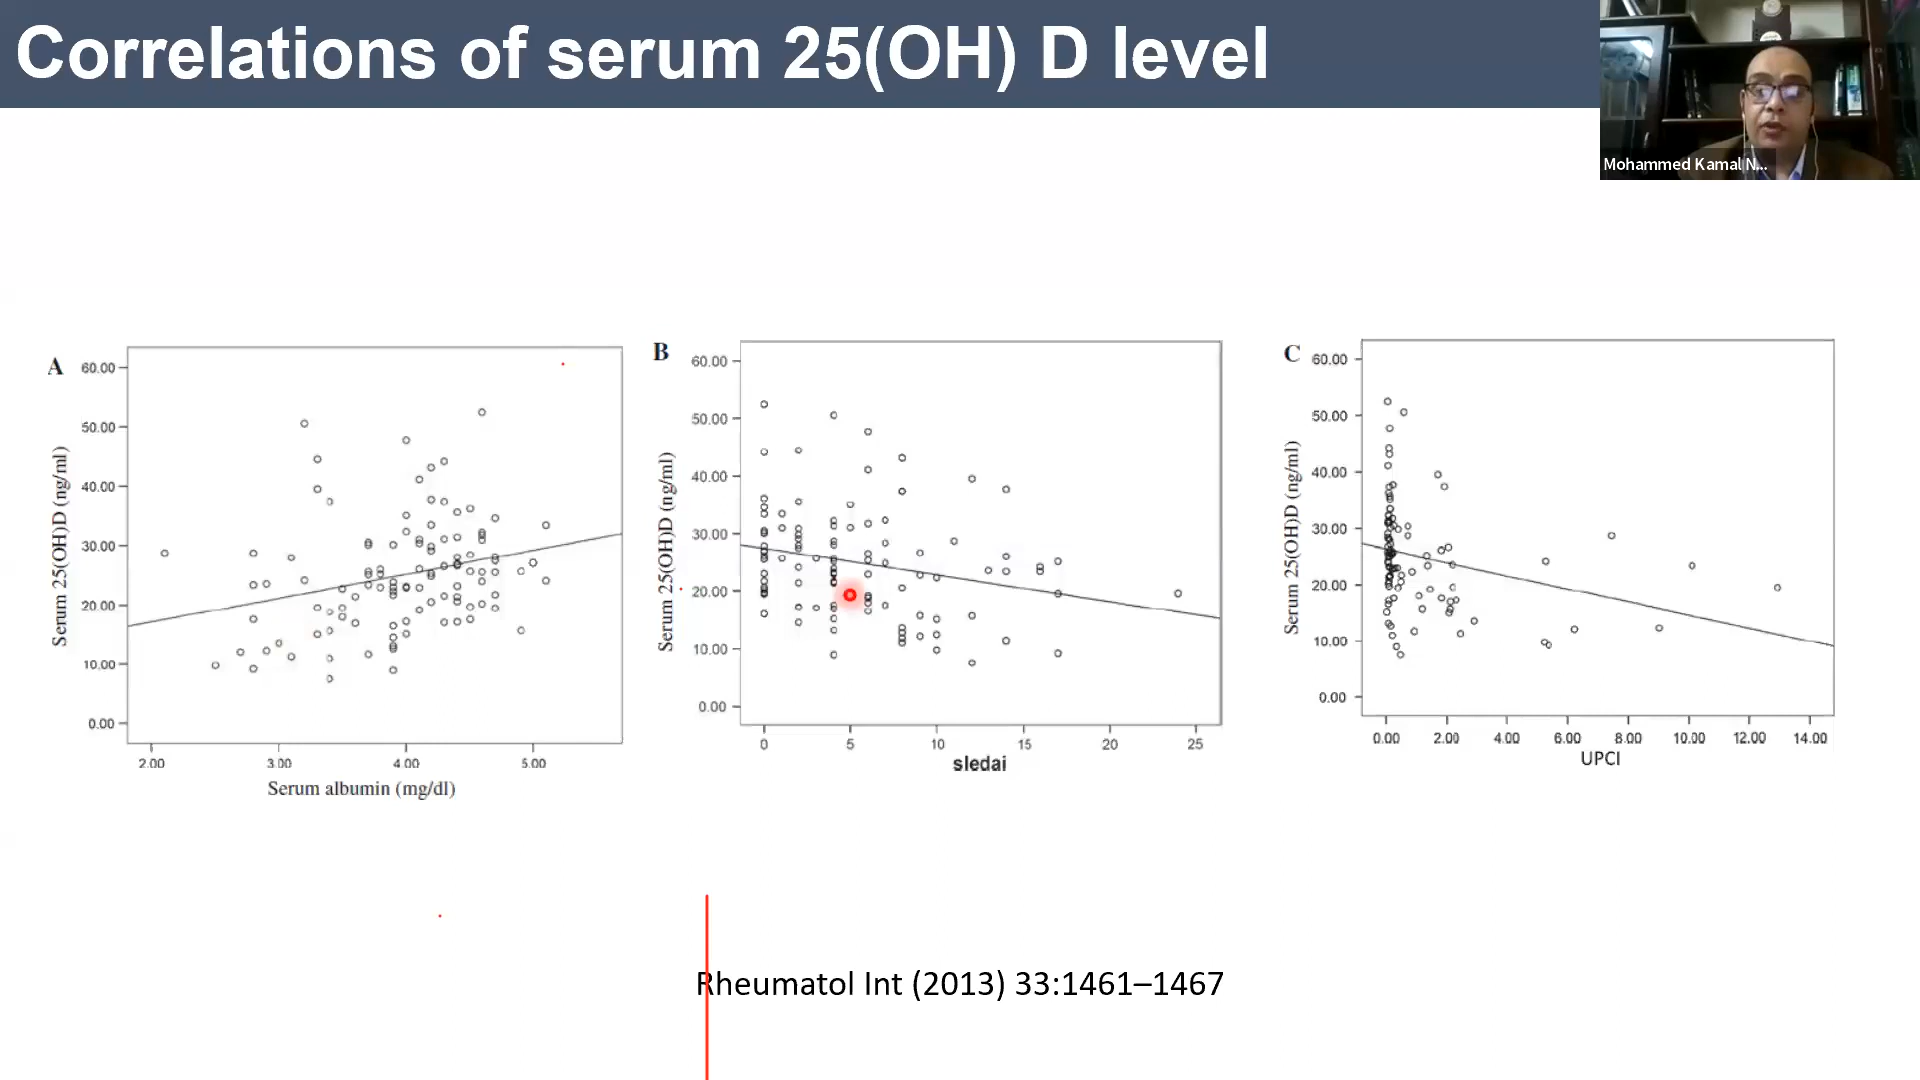 Correlations of serum 25(OH) D level
Mohammed Kamal N...
A
60.00
50.00
40.00
30.00
20.00
10.00
0.00
Serum 25(OH)D (ng/ml)
2.00 3.00 4.00 5.00
Serum albumin (mg/dl)
B
60.00
50.00
40.00
30.00
20.00
10.00
0.00
Serum 25(OH)D (ng/ml)
0 5 10 15 20 25
sledai
C
60.00
50.00
40.00
30.00
20.00
10.00
0.00
Serum 25(OH)D (ng/ml)
0.00 2.00 4.00 6.00 8.00 10.00 12.00 14.00
UPCI
Rheumatol Int (2013) 33:1461–1467